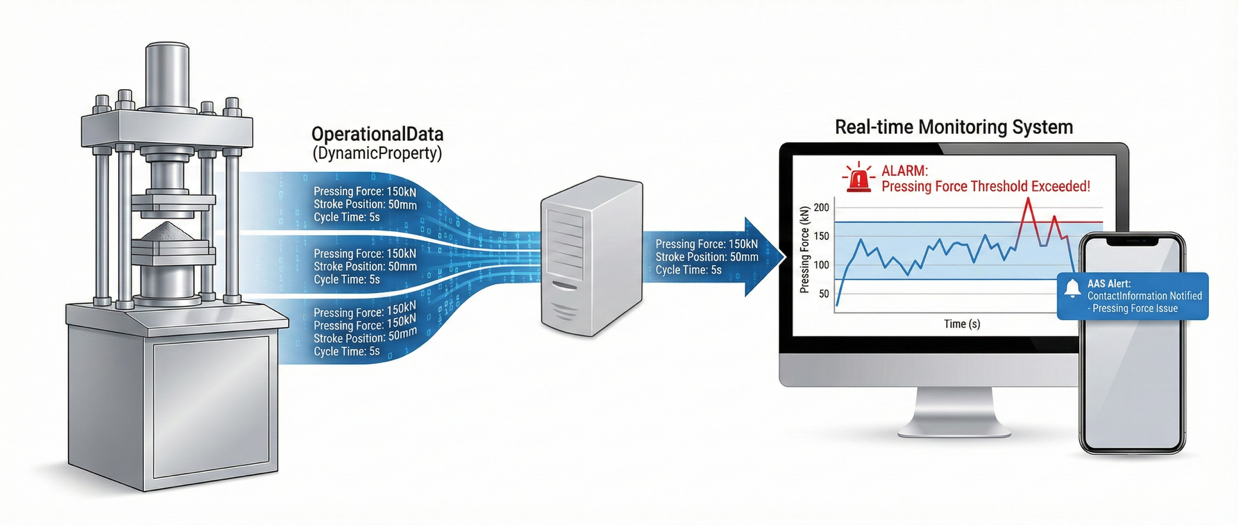 OperationalData
(DynamicProperty)
Pressing Force: 150kN
Stroke Position: 50mm
Cycle Time: 5s
Pressing Force: 150kN
Stroke Position: 50mm
Cycle Time: 5s
Pressing Force: 150kN
Pressing Force: 150kN
Stroke Position: 50mm
Cycle Time: 5s
Pressing Force: 150kN
Stroke Position: 50mm
Cycle Time: 5s
Real-time Monitoring System
ALARM:
Pressing Force Threshold Exceeded!
Pressing Force (kN)
200
150
100
50
Time (s)
AAS Alert:
ContactInformation Notified
- Pressing Force Issue